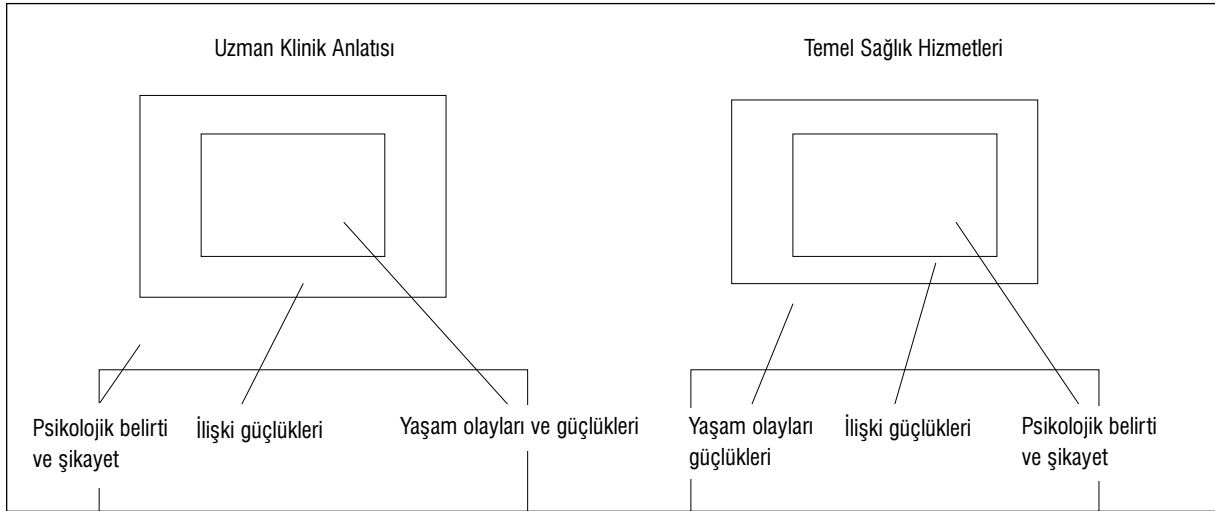 Uzman Klinik Anlatısı
Temel Sağlık Hizmetleri
Psikolojik belirti
ve şikayet
İlişki güçlükleri
Yaşam olayları ve güçlükleri
Yaşam olayları
güçlükleri
İlişki güçlükleri
Psikolojik belirti
ve şikayet